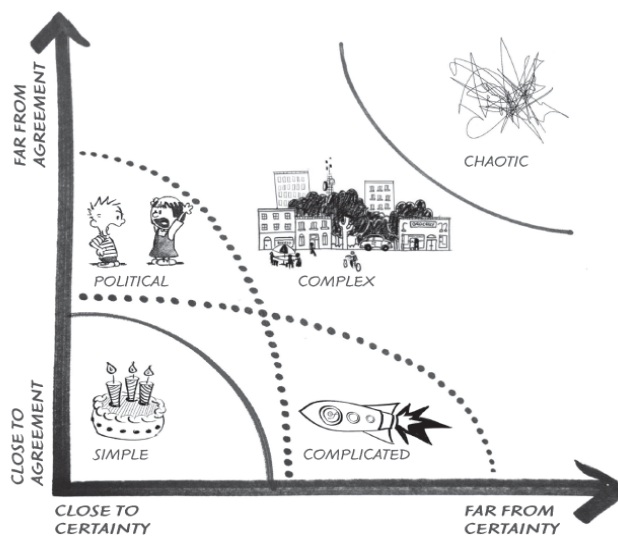 FAR FROM
AGREEMENT
CHAOTIC
POLITICAL
COMPLEX
CLOSE TO
AGREEMENT
SIMPLE
COMPLICATED
CLOSE TO
CERTAINTY
FAR FROM
CERTAINTY